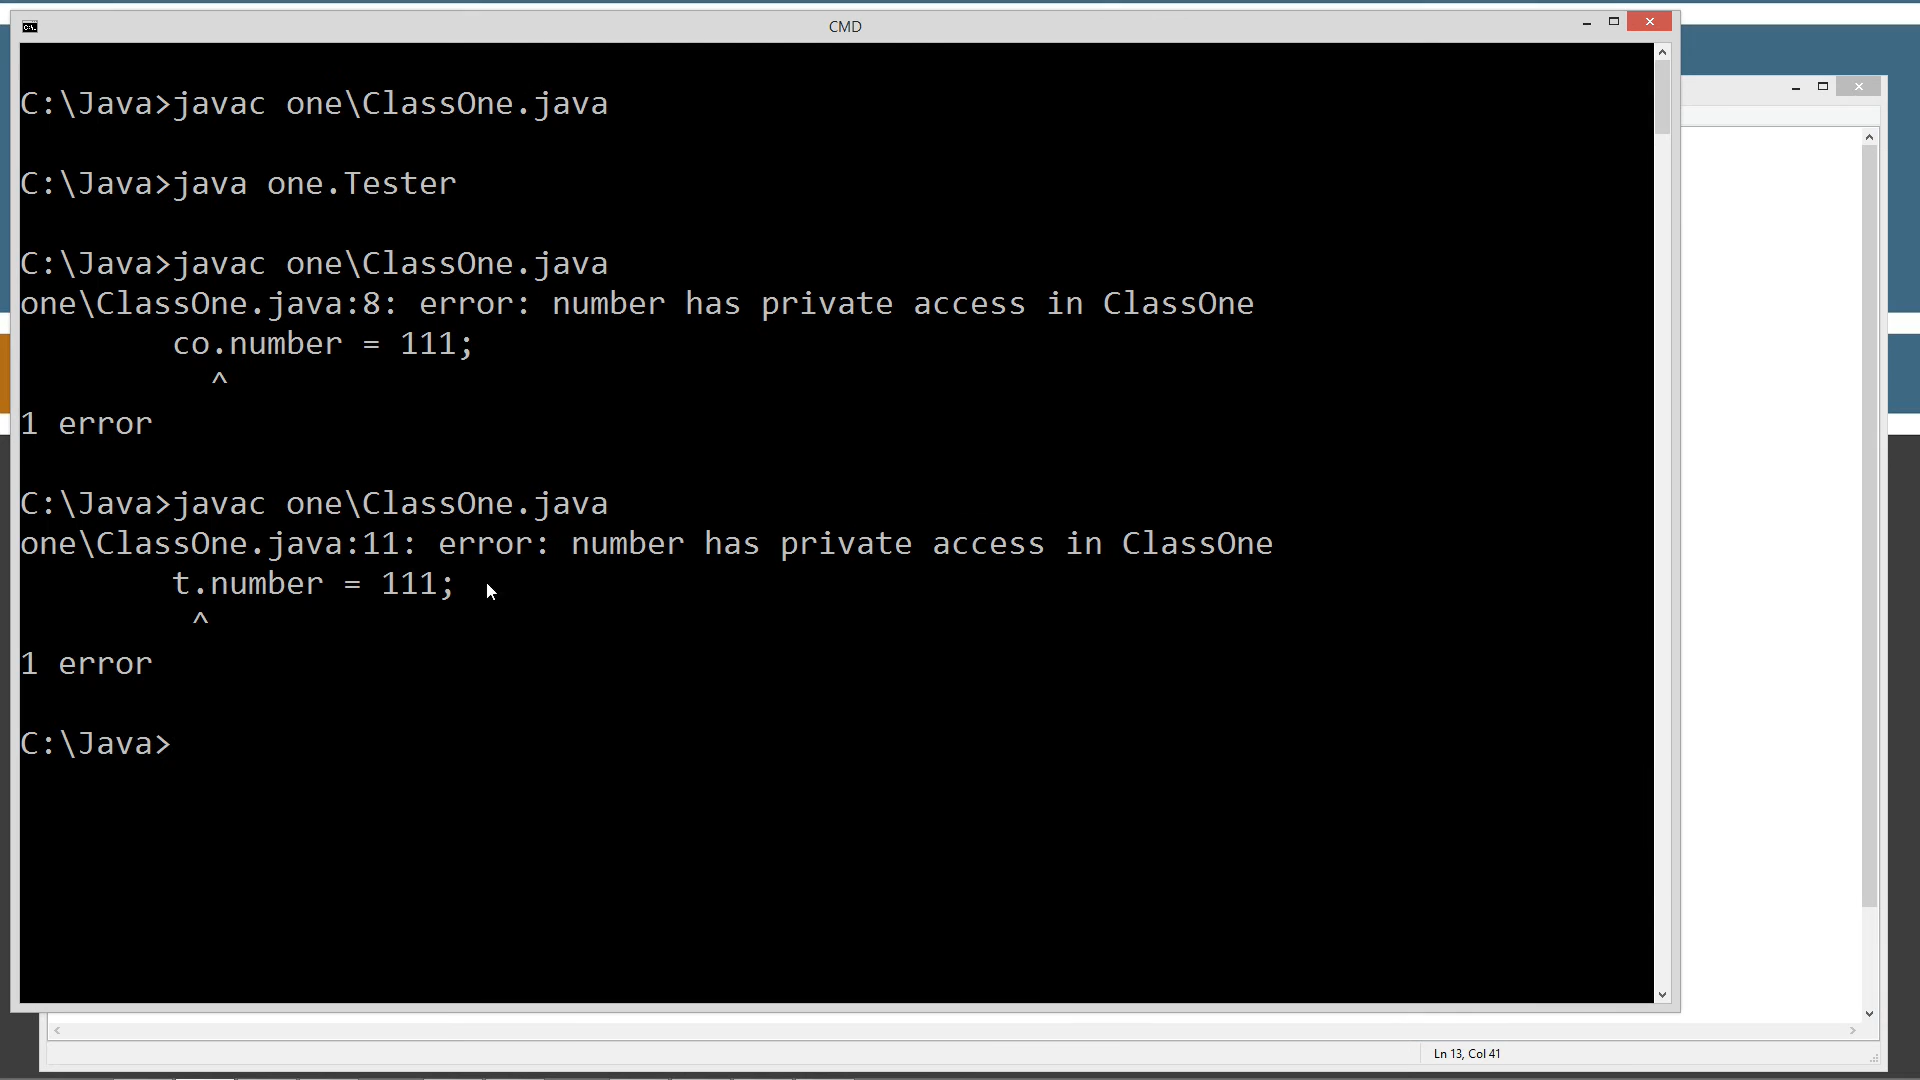 CMD
C:\Java>javac one\ClassOne.java
C:\Java>java one.Tester
C:\Java>javac one\ClassOne.java
one\ClassOne.java:8: error: number has private access in ClassOne
        co.number = 111;
          ^
1 error
C:\Java>javac one\ClassOne.java
one\ClassOne.java:11: error: number has private access in ClassOne
        t.number = 111;
         ^
1 error
C:\Java>
Ln 13, Col 41